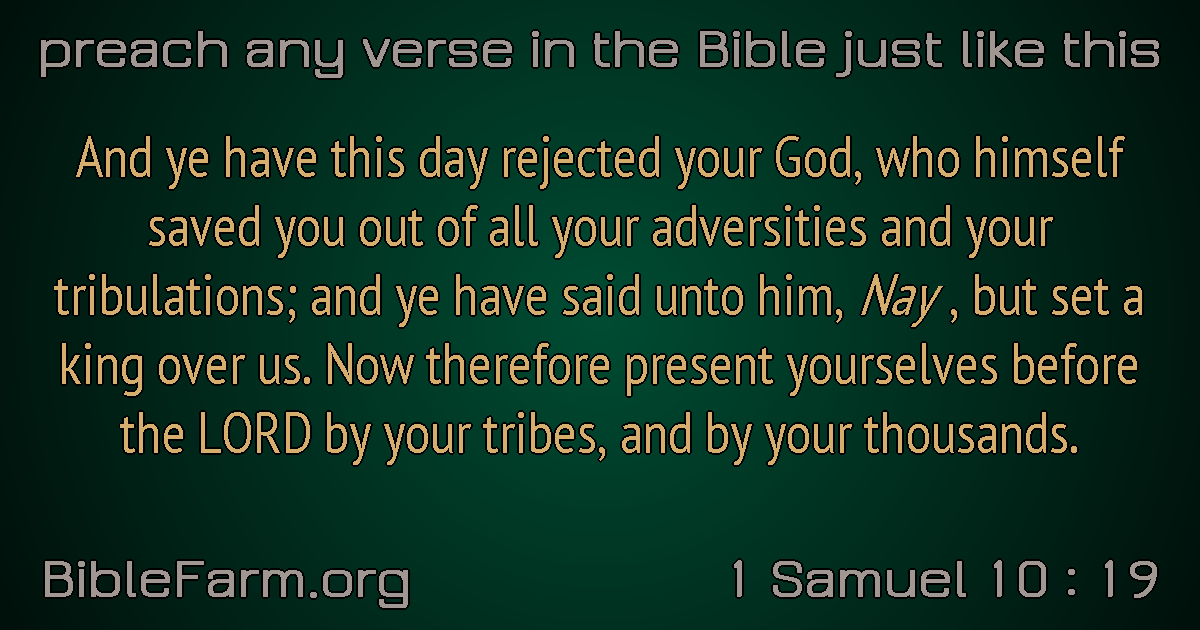 preach any verse in the Bible just like this
And ye have this day rejected your God, who himself
saved you out of all your adversities and your
tribulations; and ye have said unto him, Nay , but set a
king over us. Now therefore present yourselves before
the LORD by your tribes, and by your thousands.
BibleFarm.org
1 Samuel 10 : 19